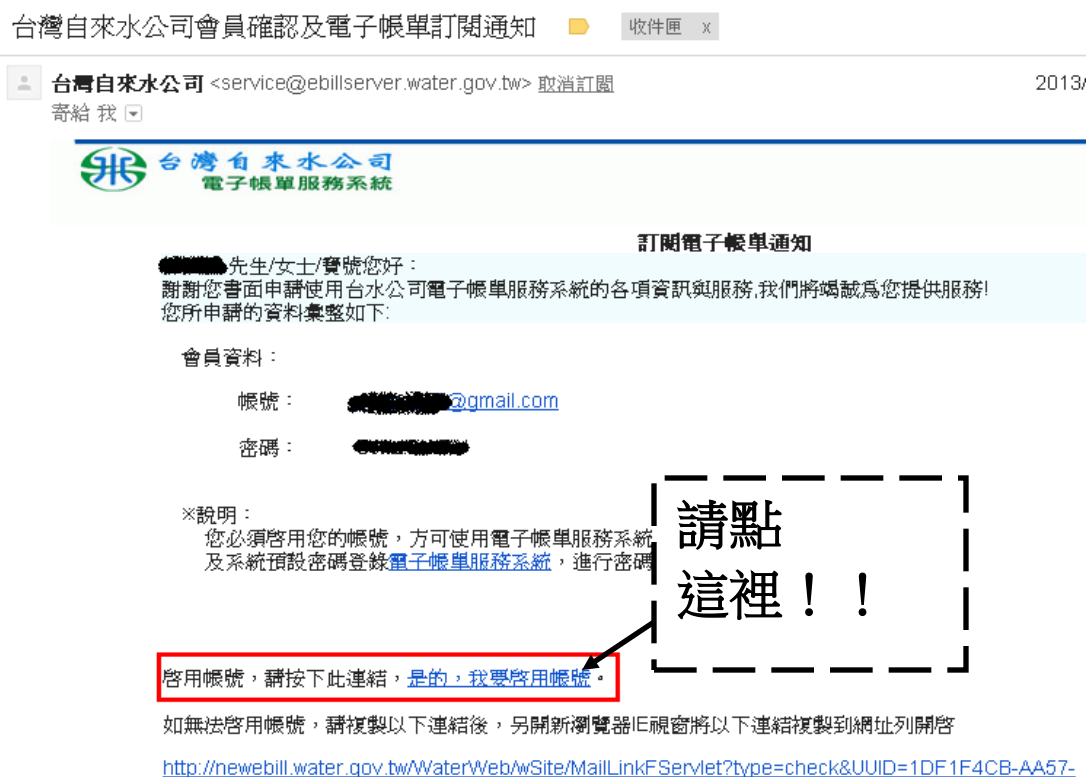 台灣自來水公司會員確認及電子帳單訂閱通知 收件匣 x
台灣自來水公司 <service@ebillserver.water.gov.tw> 取消訂閱 2013/
寄給 我
台灣自來水公司
電子帳單服務系統
訂閱電子帳單通知
先生/女士/寶號您好：
謝謝您書面申請使用台水公司電子帳單服務系統的各項資訊與服務,我們將竭誠為您提供服務!
您所申請的資料彙整如下:
會員資料：
帳號： @gmail.com
密碼：
※說明：
您必須啓用您的帳號，方可使用電子帳單服務系統
及系統預設密碼登錄電子帳單服務系統，進行密碼
請點
這裡！！
啓用帳號，請按下此連結，是的，我要啓用帳號。
如無法啓用帳號，請複製以下連結後，另開新瀏覽器IE視窗將以下連結複製到網址列開啓
http://newebill.water.gov.tw/WaterWeb/wSite/MailLinkFServlet?type=check&UUID=1DF1F4CB-AA57-